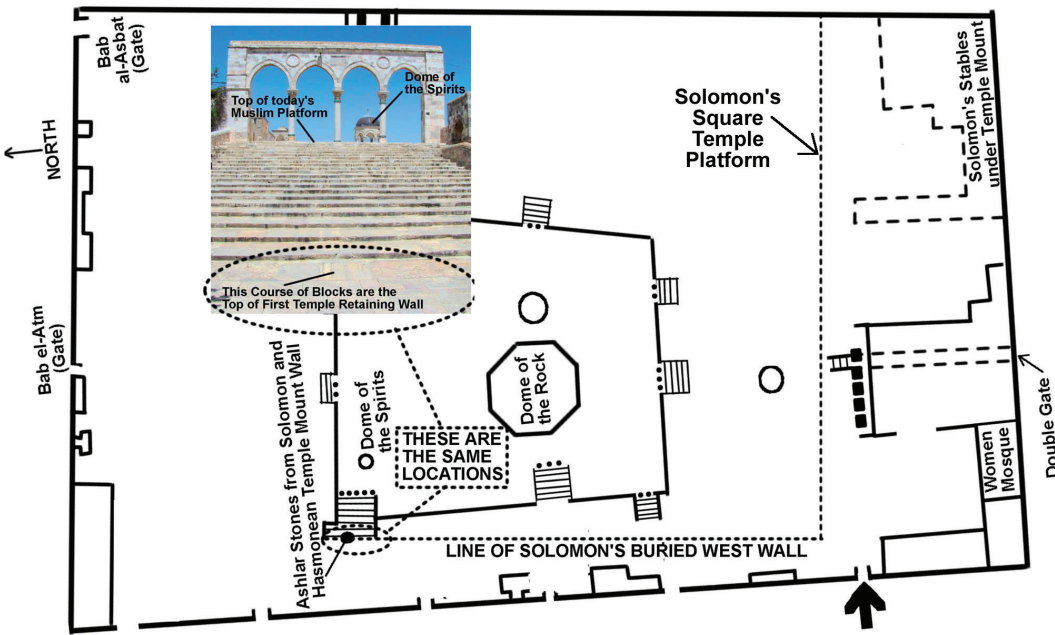 Bab
al-Asbat
(Gate)
NORTH
Bab el-Atm
(Gate)
Top of today's
Muslim Platform
Dome of
the Spirits
This Course of Blocks are the
Top of First Temple Retaining Wall
Solomon's
Square
Temple
Platform
Solomon's Stables
under Temple Mount
Ashlar Stones from Solomon and
Hasmonean Temple Mount Wall
Dome of
the Spirits
Dome of
the Rock
THESE ARE
THE SAME
LOCATIONS
LINE OF SOLOMON'S BURIED WEST WALL
Women
Mosque
Double Gate